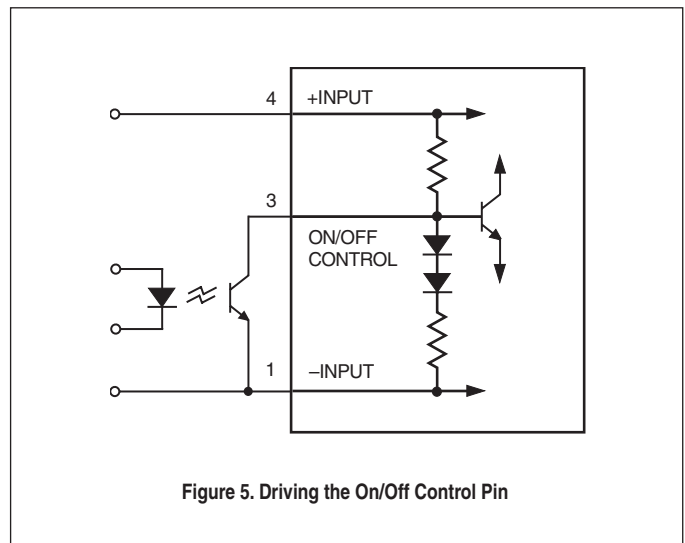 4 +INPUT
3
ON/OFF
CONTROL
1 –INPUT
Figure 5. Driving the On/Off Control Pin